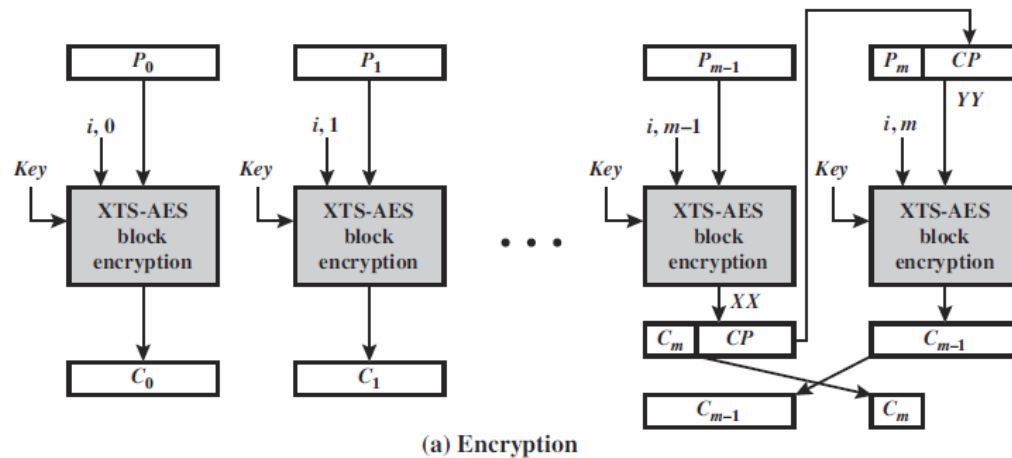 P0 P1 Pm–1 Pm CP
YY
i, 0 i, 1 i, m–1 i, m
Key Key Key Key
XTS-AES block encryption
XTS-AES block encryption
• • •
XTS-AES block encryption
XTS-AES block encryption
XX
Cm CP Cm–1
C0 C1
Cm–1 Cm
(a) Encryption